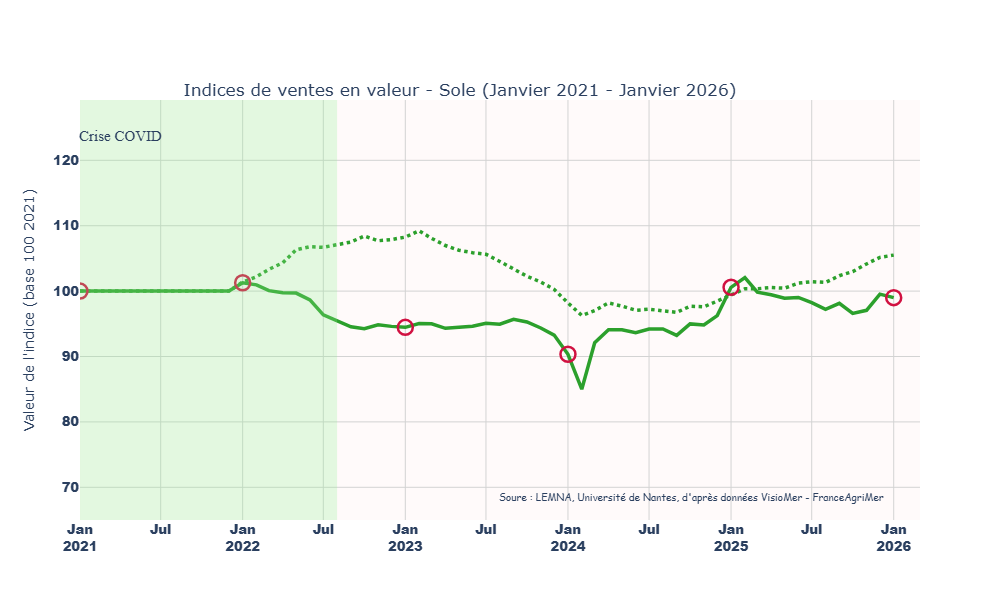 Indices de ventes en valeur - Sole (Janvier 2021 - Janvier 2026)
Crise COVID
Valeur de l'indice (base 100 2021)
120
110
100
90
80
70
Soure : LEMNA, Université de Nantes, d'après données VisioMer - FranceAgriMer
Jan Jul Jan Jul Jan Jul Jan Jul Jan Jul Jan
2021 2022 2023 2024 2025 2026